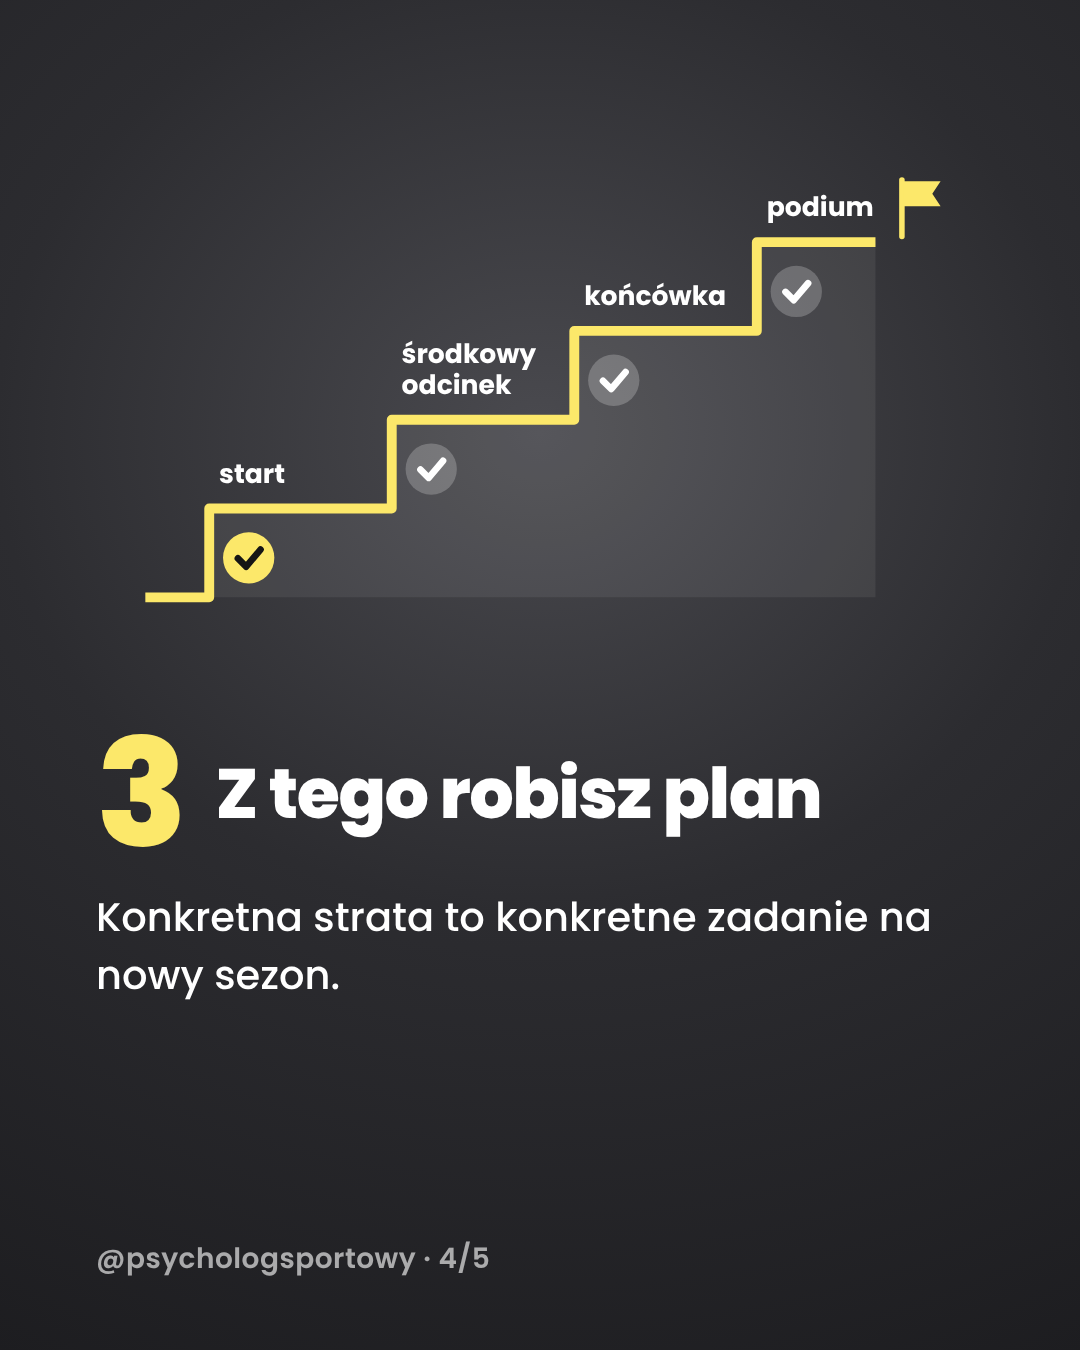 podium
końcówka
środkowy
odcinek
start
3 Z tego robisz plan
Konkretna strata to konkretne zadanie na
nowy sezon.
@psychologsportowy · 4/5